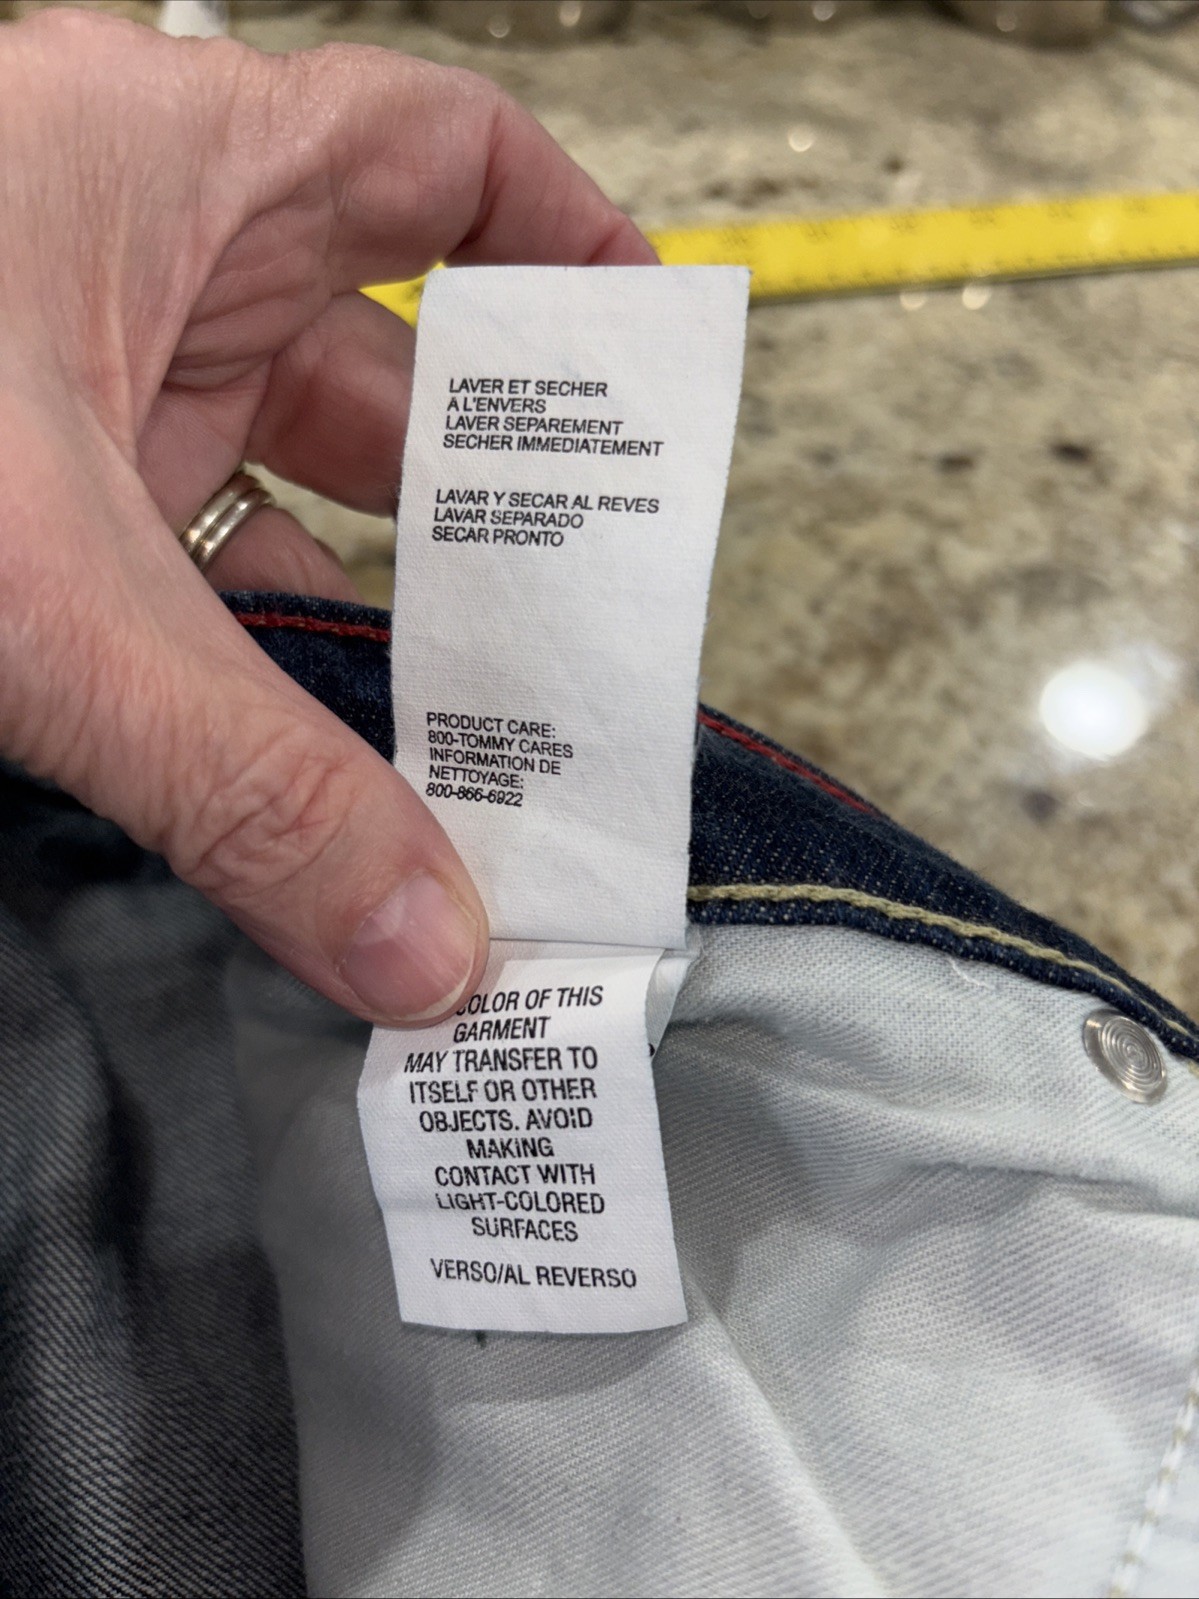 LAVER ET SECHER
A L'ENVERS
LAVER SEPAREMENT
SECHER IMMEDIATEMENT
LAVAR Y SECAR AL REVES
LAVAR SEPARADO
SECAR PRONTO
PRODUCT CARE:
800-TOMMY CARES
INFORMATION DE
NETTOYAGE:
800-866-6922
OF THIS
GARMENT
MAY TRANSFER TO
ITSELF OR OTHER
OBJECTS. AVOID
MAKING
CONTACT WITH
LIGHT-COLORED
SURFACES
VERSO/AL REVERSO